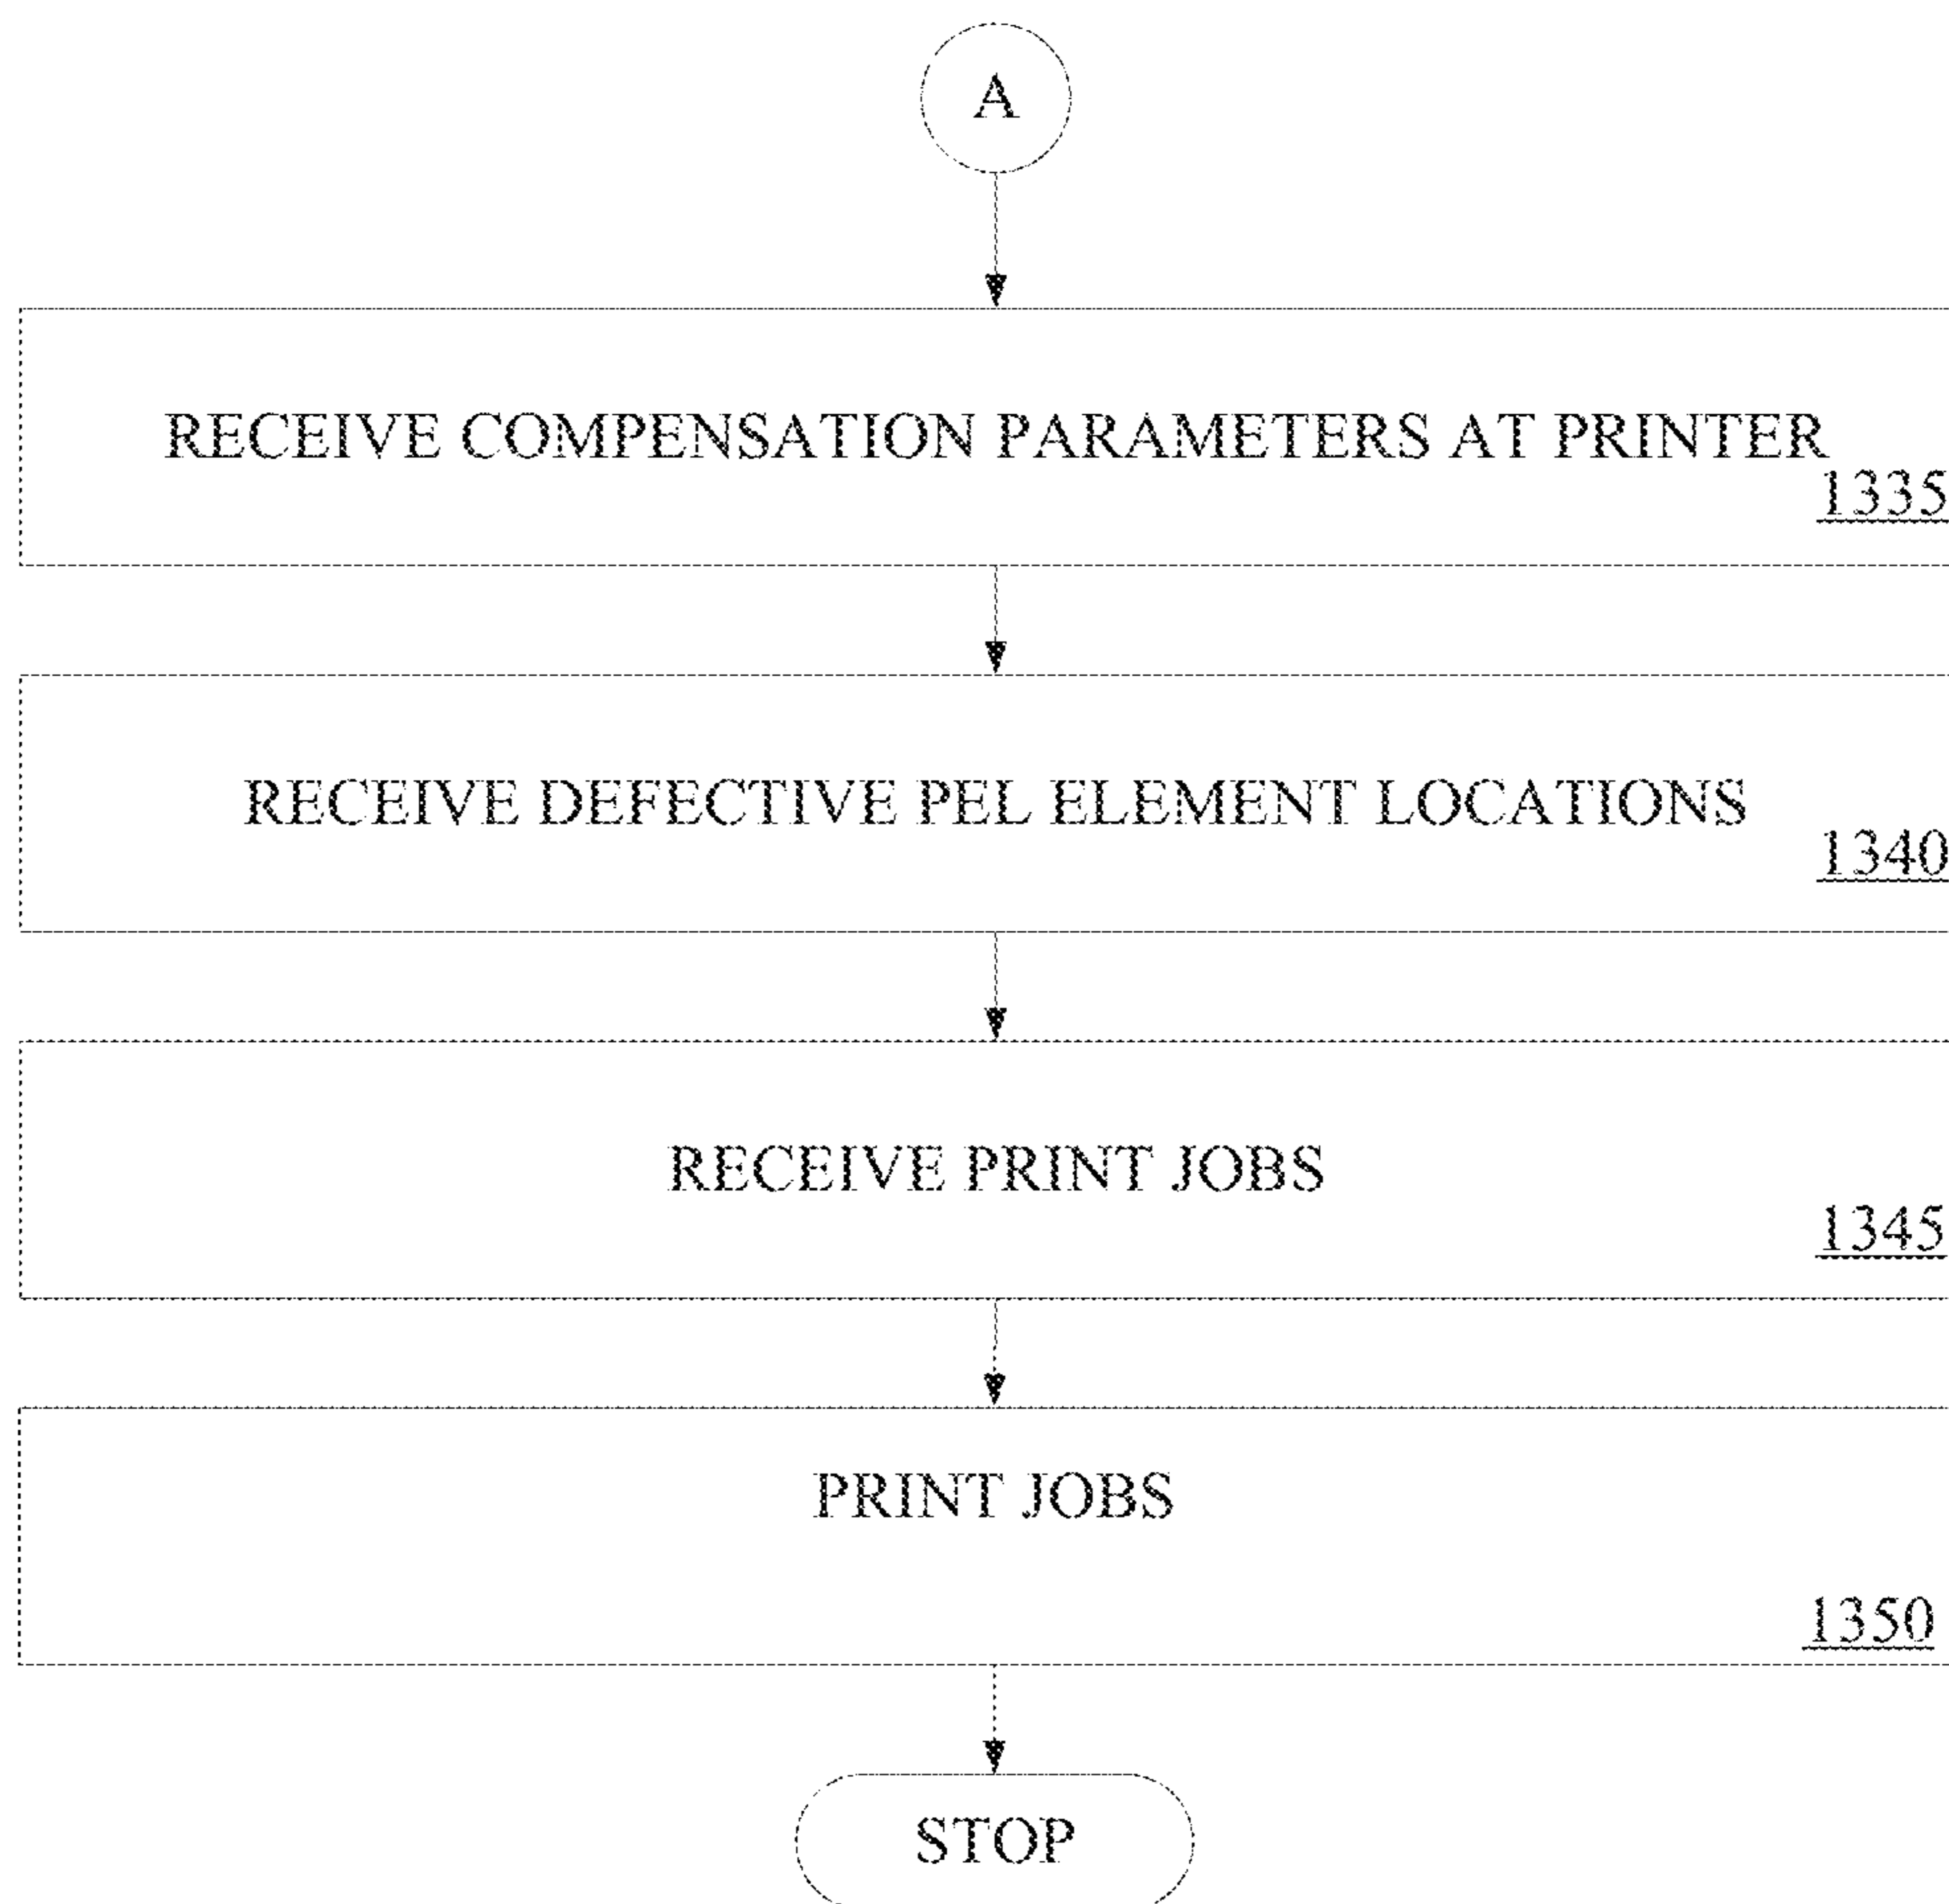 A
RECEIVE COMPENSATION PARAMETERS AT PRINTER
1335
RECEIVE DEFECTIVE PEL ELEMENT LOCATIONS
1340
RECEIVE PRINT JOBS
1345
PRINT JOBS
1350
STOP